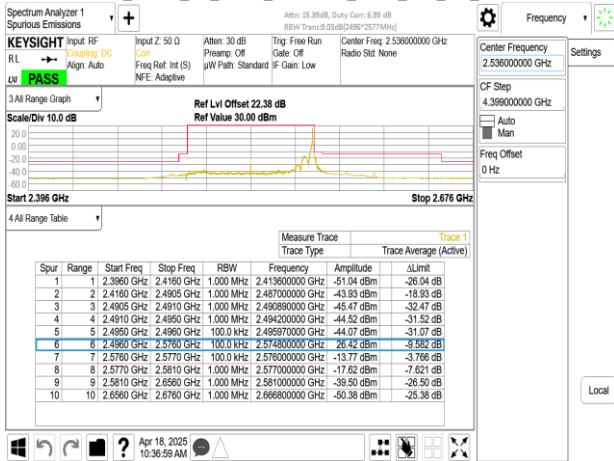 Spectrum Analyzer 1
Spurious Emissions
Attn: 15.39dB, Duty Corr: 6.99 dB
RBW Trans:3.03dB(2495~2577MHz)
Frequency
KEYSIGHT Input: RF Input Z: 50 Ω Atten: 30 dB Trig: Free Run Center Freq: 2.536000000 GHz
RL Coupling: DC Corr Preamp: Off Gate: Off Radio Std: None
Align: Auto Freq Ref: Int (S) µW Path: Standard IF Gain: Low
LXI PASS NFE: Adaptive
3 All Range Graph
Ref Lvl Offset 22.38 dB
Scale/Div 10.0 dB Ref Value 30.00 dBm
20.0
0.00
-20.0
-40.0
-60.0
Start 2.396 GHz Stop 2.676 GHz
4 All Range Table
Measure Trace Trace 1
Trace Type Trace Average (Active)
Spur Range Start Freq Stop Freq RBW Frequency Amplitude ΔLimit
1 1 2.3960 GHz 2.4160 GHz 1.000 MHz 2.413600000 GHz -51.04 dBm -26.04 dB
2 2 2.4160 GHz 2.4905 GHz 1.000 MHz 2.487000000 GHz -43.93 dBm -18.93 dB
3 3 2.4905 GHz 2.4910 GHz 1.000 MHz 2.490890000 GHz -45.47 dBm -32.47 dB
4 4 2.4910 GHz 2.4950 GHz 1.000 MHz 2.494200000 GHz -44.52 dBm -31.52 dB
5 5 2.4950 GHz 2.4960 GHz 100.0 kHz 2.495970000 GHz -44.07 dBm -31.07 dB
6 6 2.4960 GHz 2.5760 GHz 100.0 kHz 2.574800000 GHz 26.42 dBm -9.582 dB
7 7 2.5760 GHz 2.5770 GHz 100.0 kHz 2.576000000 GHz -13.77 dBm -3.766 dB
8 8 2.5770 GHz 2.5810 GHz 1.000 MHz 2.577000000 GHz -17.62 dBm -7.621 dB
9 9 2.5810 GHz 2.6560 GHz 1.000 MHz 2.581000000 GHz -39.50 dBm -26.50 dB
10 10 2.6560 GHz 2.6760 GHz 1.000 MHz 2.666800000 GHz -50.38 dBm -25.38 dB
Apr 18, 2025
10:36:59 AM
Center Frequency
2.536000000 GHz
Settings
CF Step
4.399000000 GHz
Auto
Man
Freq Offset
0 Hz
Local